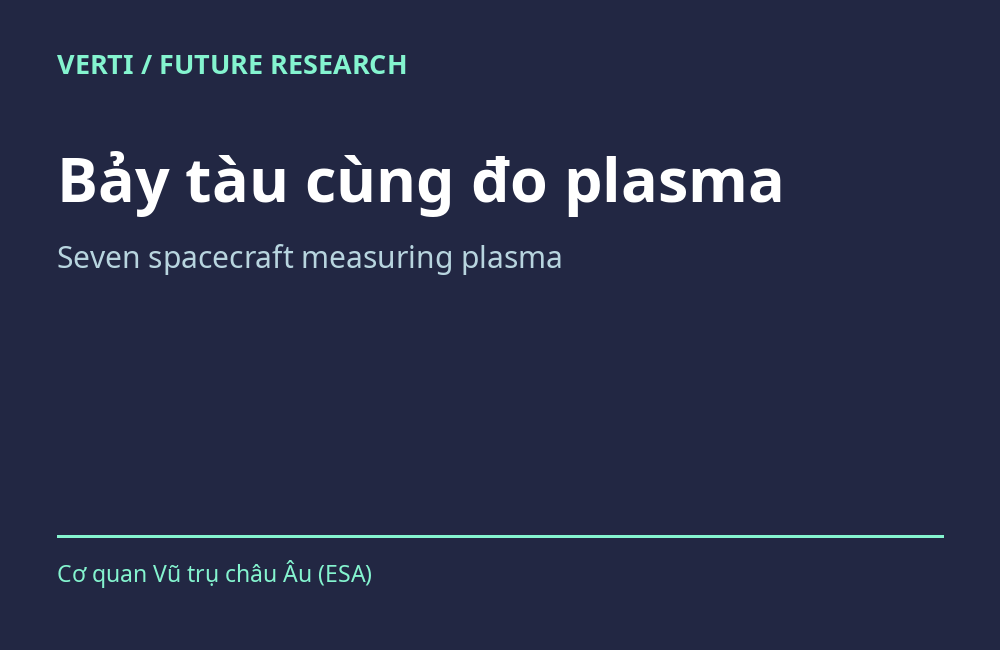 VERTI / FUTURE RESEARCH
Bảy tàu cùng đo plasma
Seven spacecraft measuring plasma
Cơ quan Vũ trụ châu Âu (ESA)